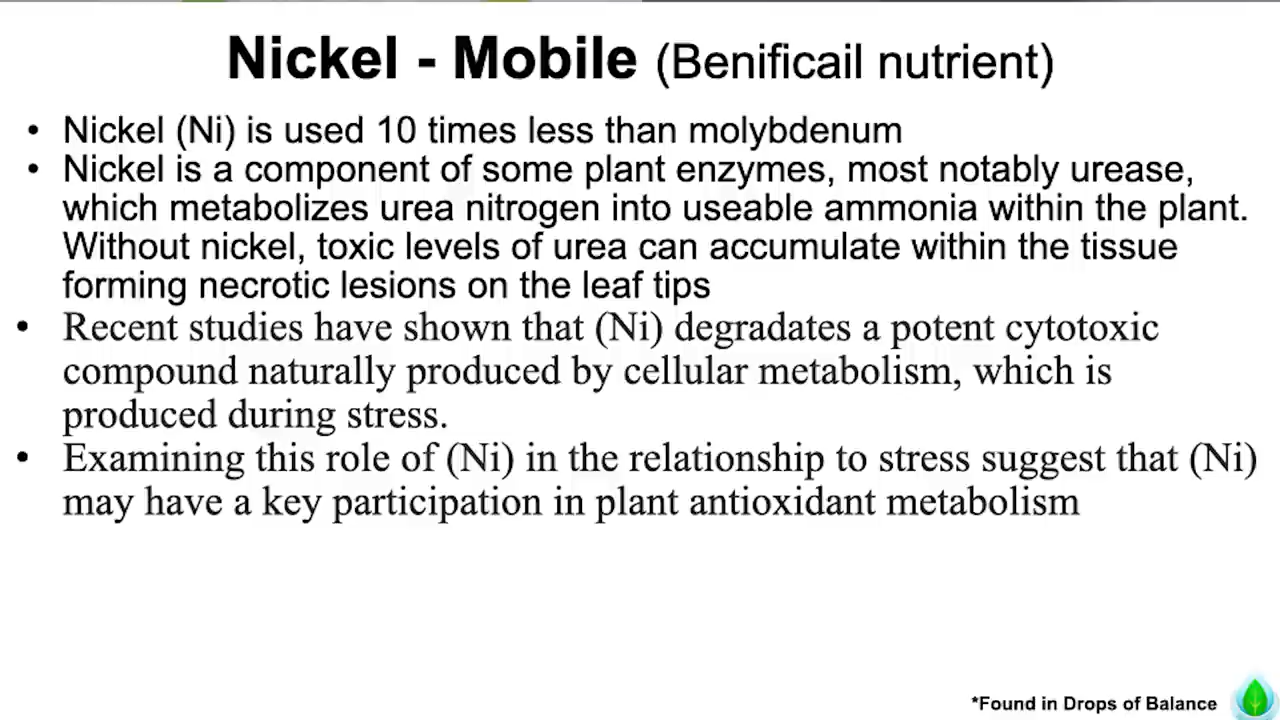 Nickel - Mobile (Benificail nutrient)
• Nickel (Ni) is used 10 times less than molybdenum
• Nickel is a component of some plant enzymes, most notably urease,
which metabolizes urea nitrogen into useable ammonia within the plant.
Without nickel, toxic levels of urea can accumulate within the tissue
forming necrotic lesions on the leaf tips
• Recent studies have shown that (Ni) degradates a potent cytotoxic
compound naturally produced by cellular metabolism, which is
produced during stress.
• Examining this role of (Ni) in the relationship to stress suggest that (Ni)
may have a key participation in plant antioxidant metabolism
*Found in Drops of Balance